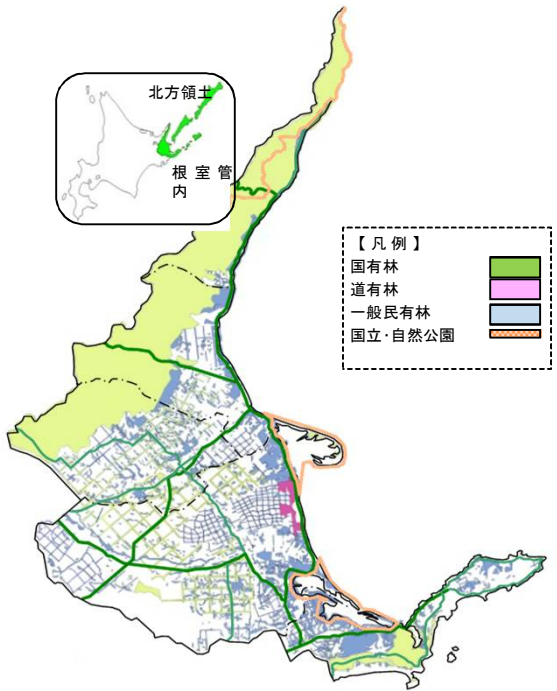 北方領土
根室管
内
【凡例】
国有林
道有林
一般民有林
国立・自然公園